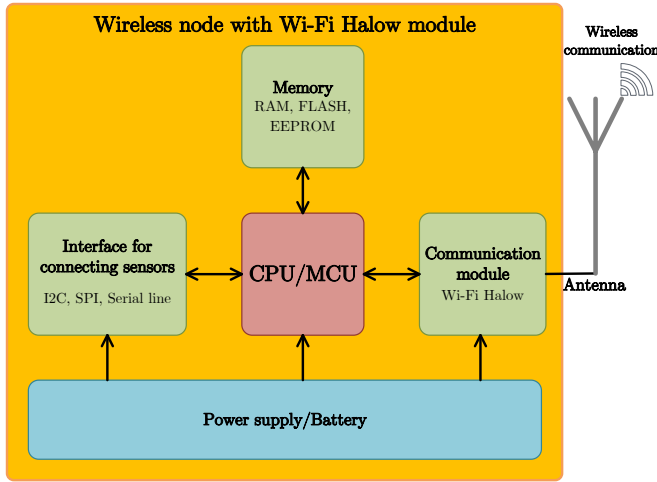 Wireless node with Wi-Fi Halow module
Wireless
communication
Memory
RAM, FLASH,
EEPROM
Interface for
connecting sensors
I2C, SPI, Serial line
CPU/MCU
Communication
module
Wi-Fi Halow
Antenna
Power supply/Battery